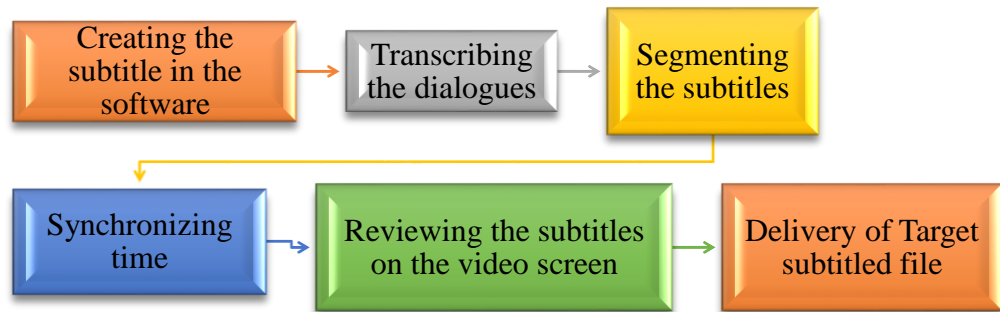 Creating the
subtitle in the
software
Transcribing
the dialogues
Segmenting
the subtitles
Synchronizing
time
Reviewing the subtitles
on the video screen
Delivery of Target
subtitled file